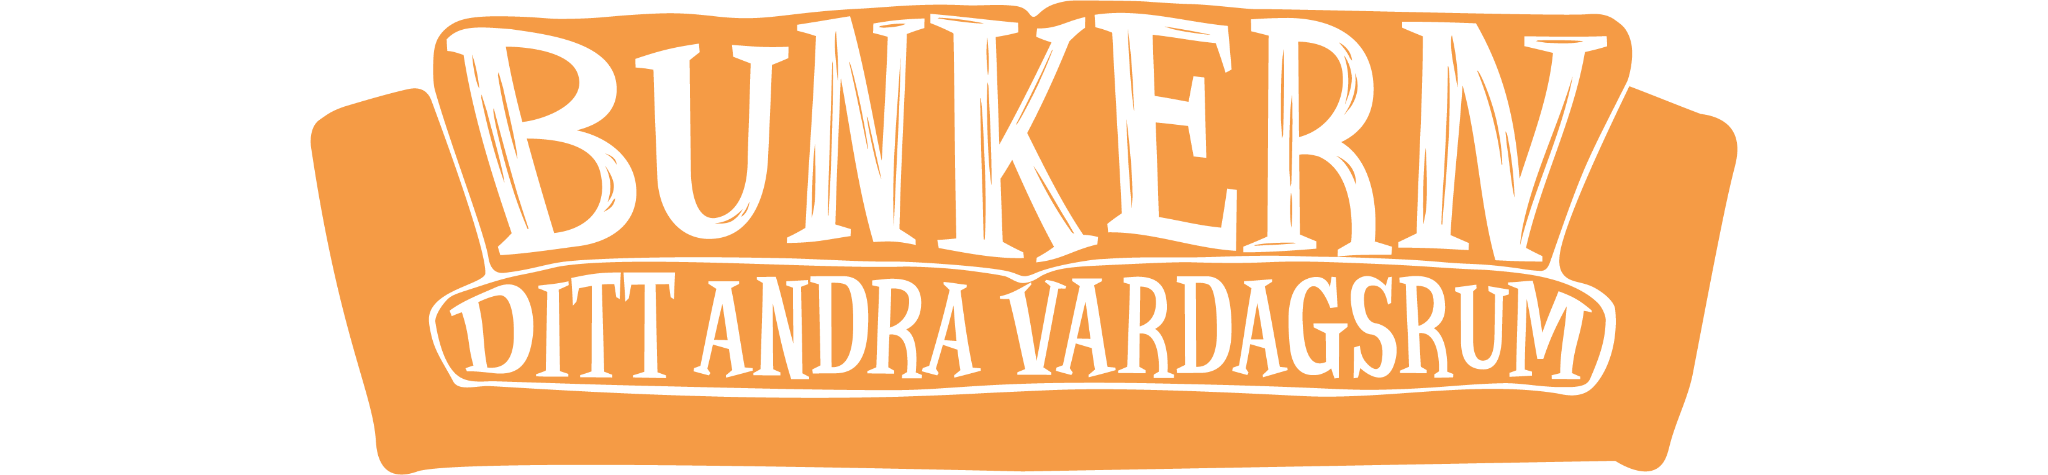 BUNKERN
DITT ANDRA VARDAGSRUM